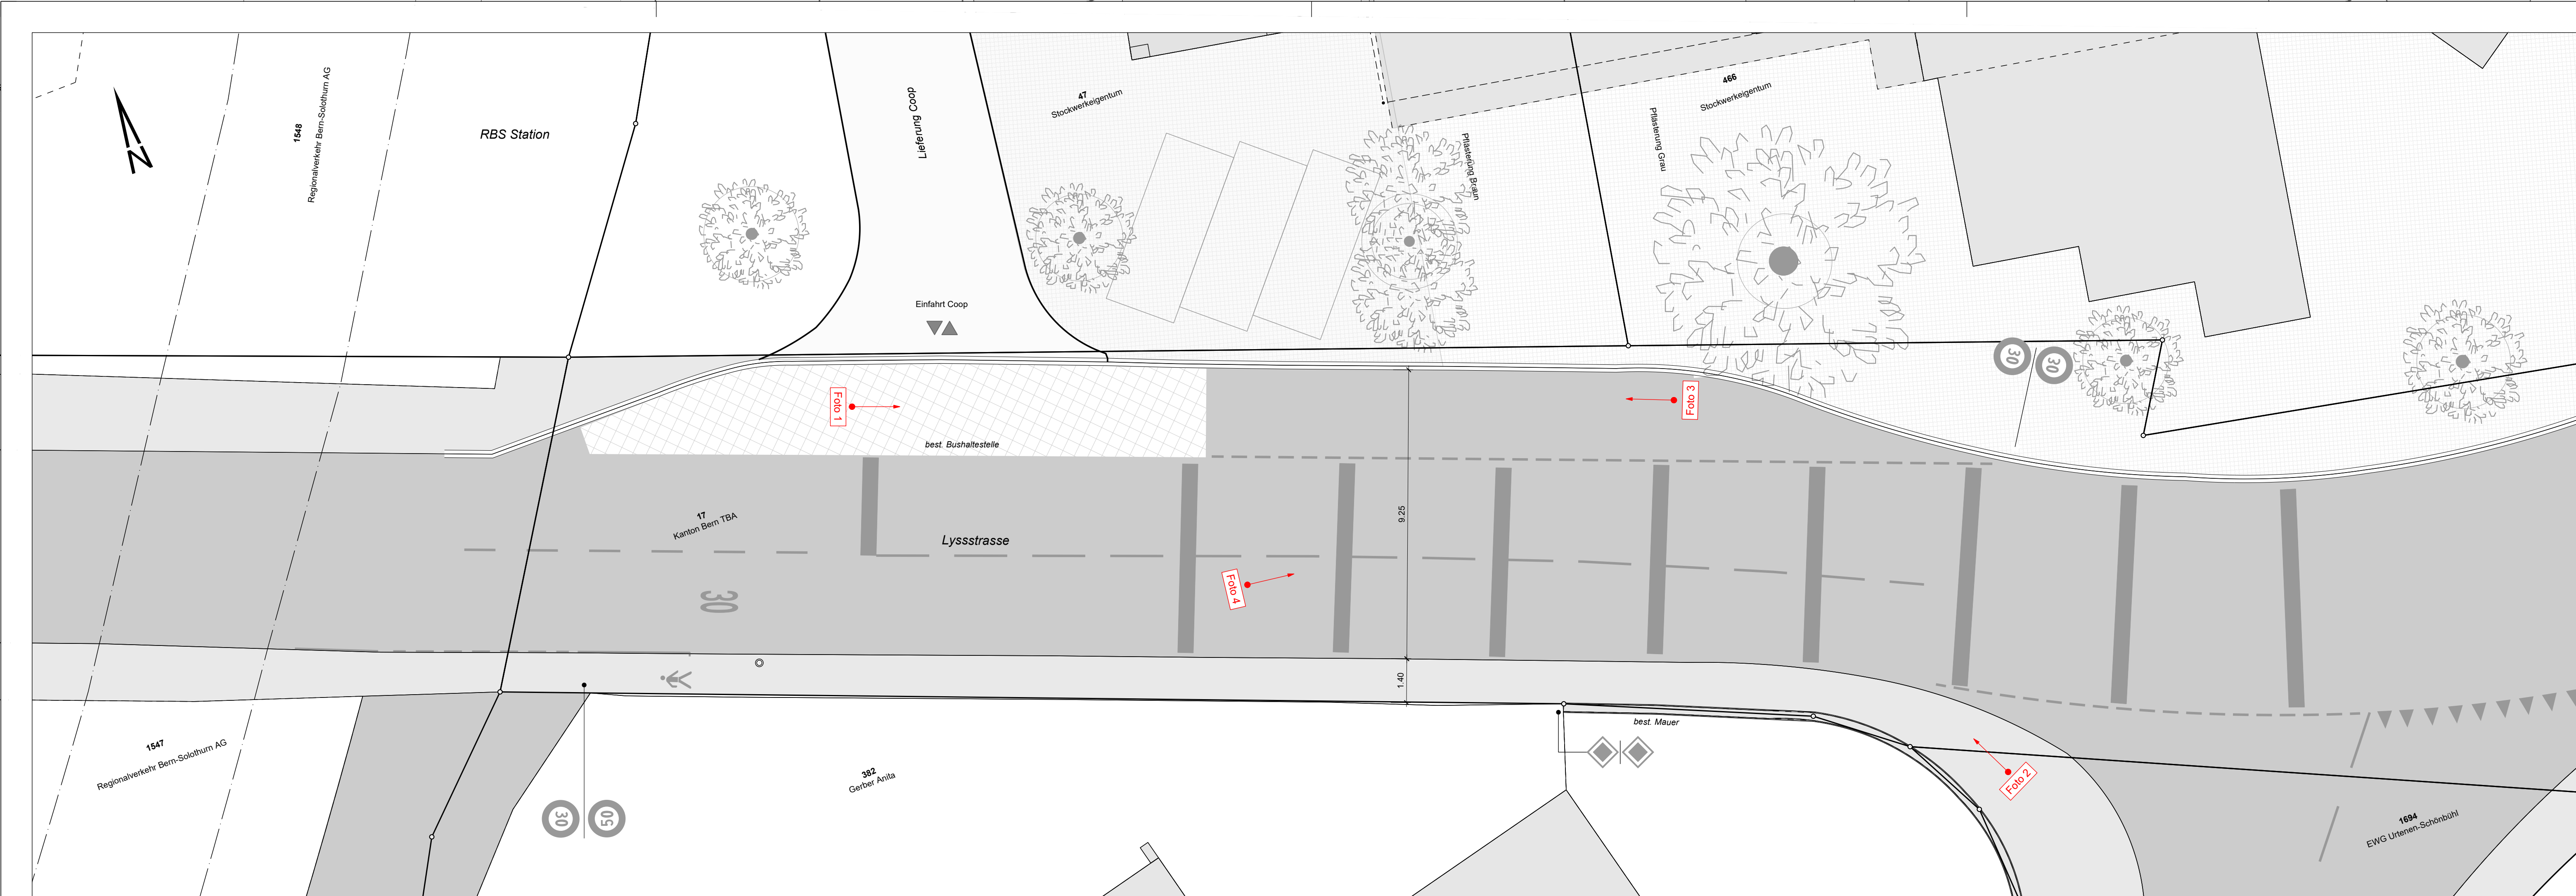 1548
Regionalverkehr Bern-Solothurn AG
RBS Station
Lieferung Coop
47
Stockwerkeigentum
Pflästerung Braun
Pflästerung Grau
466
Stockwerkeigentum
N
Einfahrt Coop
30
30
Foto 1
Foto 3
best. Bushaltestelle
17
Kanton Bern TBA
Lyssstrasse
9.25
Foto 4
30
1.40
best. Mauer
1547
Regionalverkehr Bern-Solothurn AG
382
Gerber Anita
30
50
Foto 2
1694
EWG Urtenen-Schönbühl